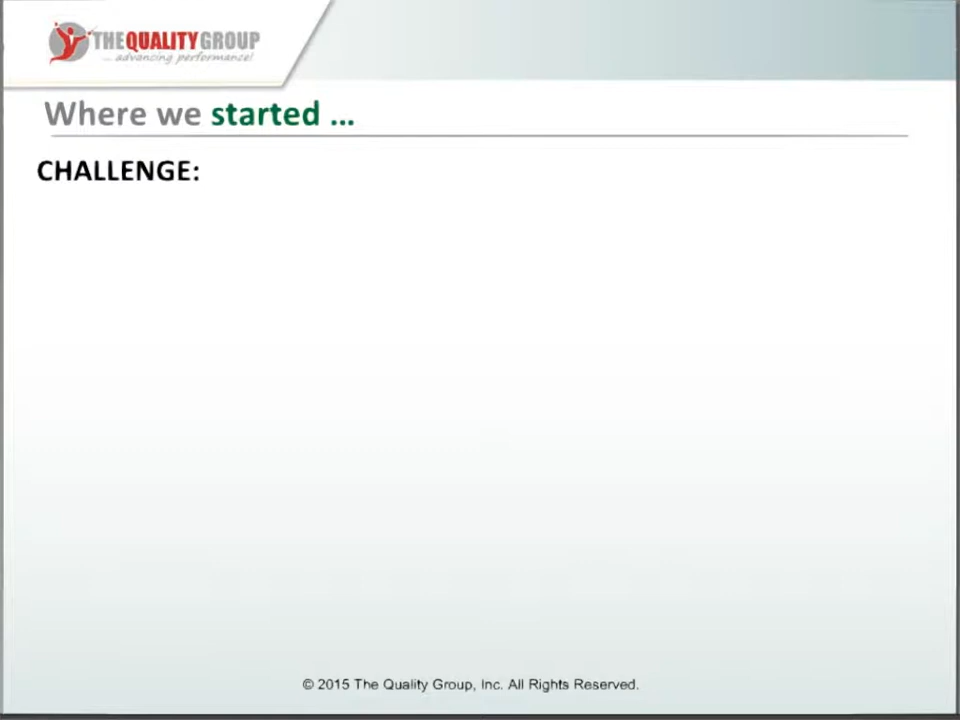 THEQUALITYGROUP
... advancing performance!
Where we started ...
CHALLENGE:
© 2015 The Quality Group, Inc. All Rights Reserved.